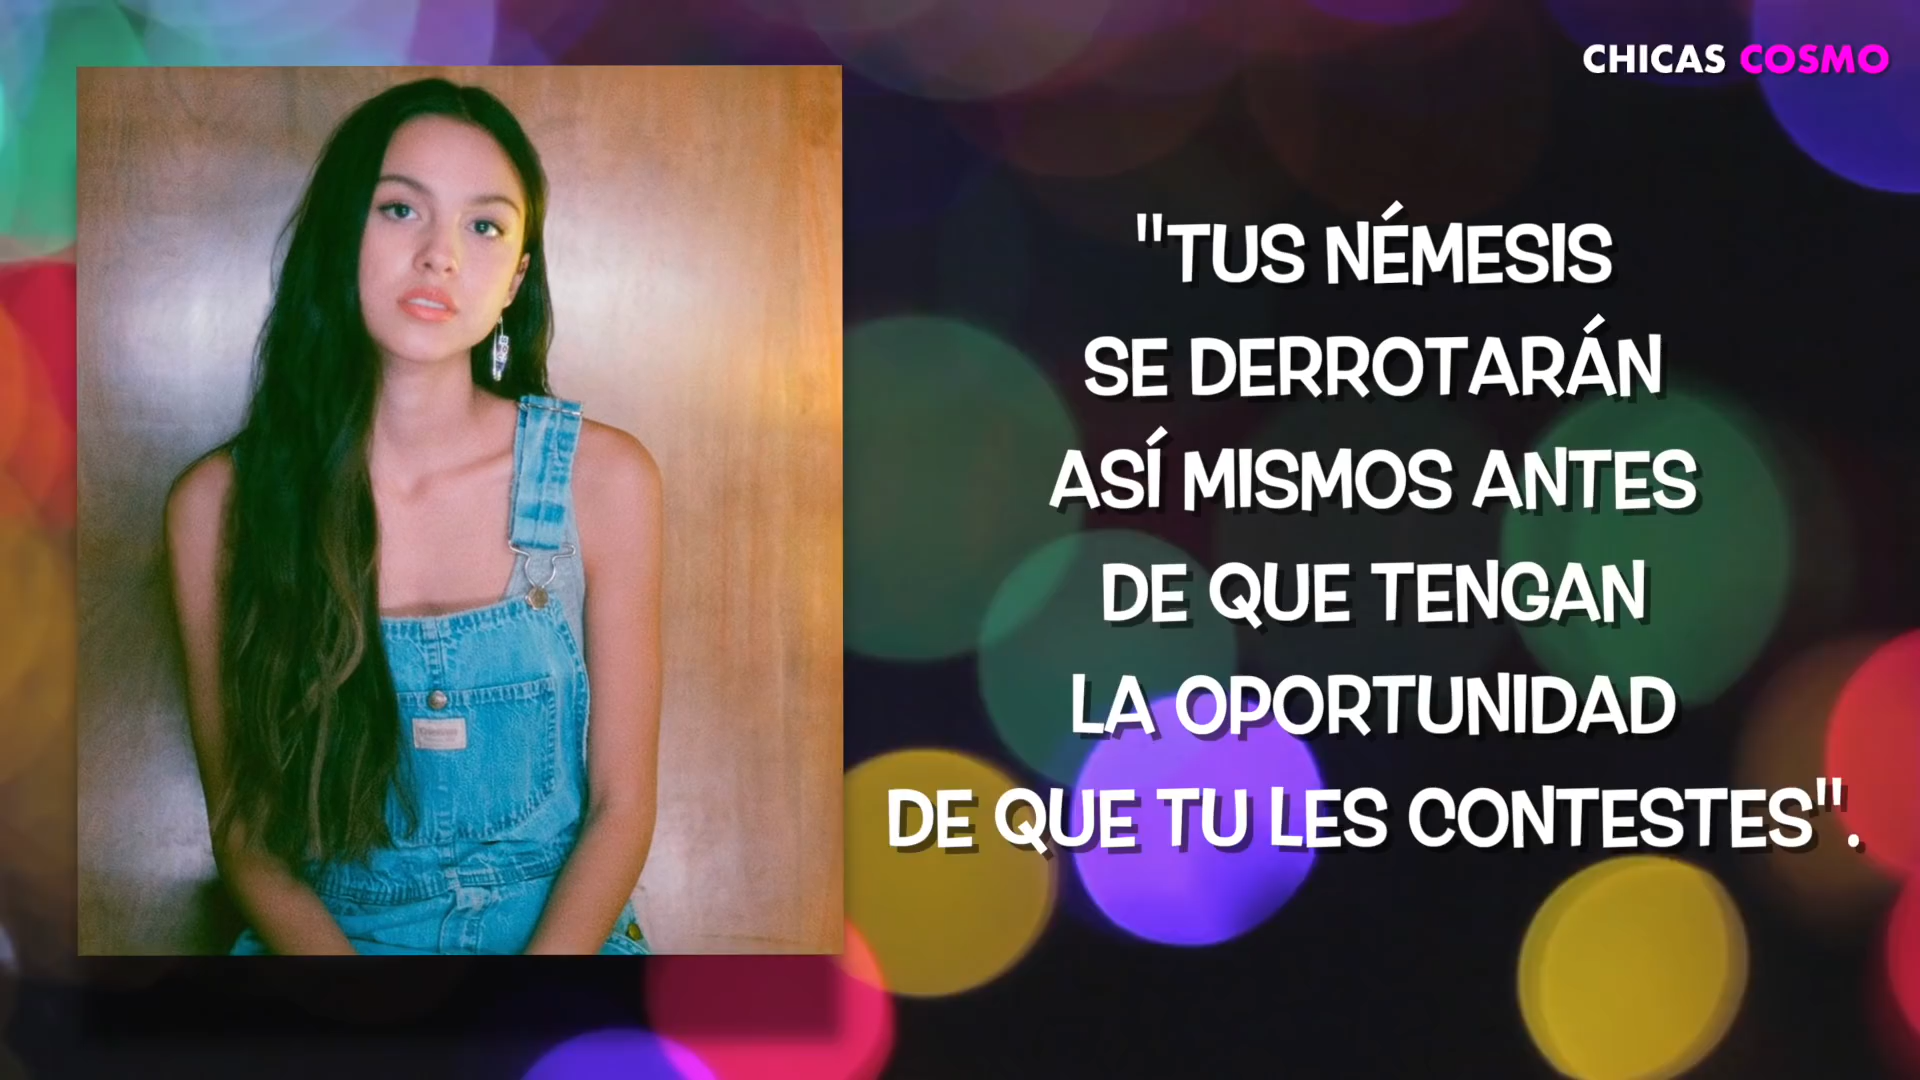 CHICAS COSMO
"TUS NÉMESIS
SE DERROTARÁN
ASÍ MISMOS ANTES
DE QUE TENGAN
LA OPORTUNIDAD
DE QUE TU LES CONTESTES".